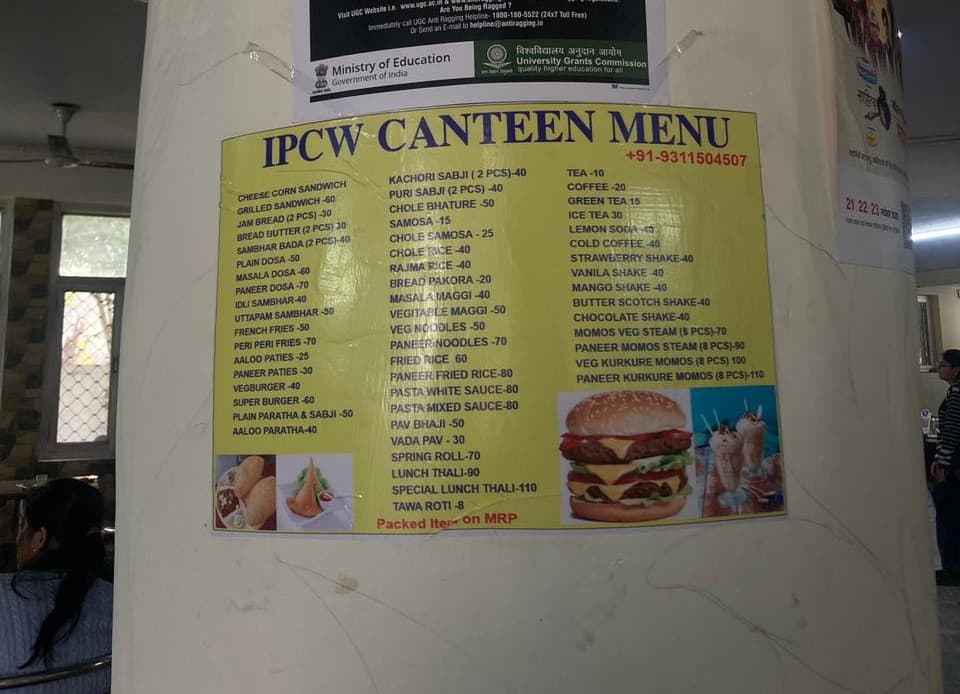 Visit UGC Website i.e. www.ugc.ac.in &
Are You Being Ragged ?
Immediately call UGC Anti Ragging Helpline- 1800-180-5522 (24x7 Toll Free)
Or Send an E-mail to helpline@antiragging.in
Ministry of Education
Government of India
विश्वविद्यालय अनुदान आयोग
University Grants Commission
quality higher education for all
IPCW CANTEEN MENU
+91-9311504507
CHEESE CORN SANDWICH
GRILLED SANDWICH -60
JAM BREAD (2 PCS) -30
BREAD BUTTER (2 PCS) 30
SAMBHAR BADA (2 PCS)-40
PLAIN DOSA -50
MASALA DOSA -60
PANEER DOSA -70
IDLI SAMBHAR-40
UTTAPAM SAMBHAR -50
FRENCH FRIES -50
PERI PERI FRIES -70
AALOO PATIES -25
PANEER PATIES -30
VEGBURGER -40
SUPER BURGER -60
PLAIN PARATHA & SABJI -50
AALOO PARATHA-40
KACHORI SABJI ( 2 PCS)-40
PURI SABJI (2 PCS) -40
CHOLE BHATURE -50
SAMOSA -15
CHOLE SAMOSA - 25
CHOLE RICE -40
RAJMA RICE -40
BREAD PAKORA -20
MASALA MAGGI -40
VEGITABLE MAGGI -50
VEG NOODLES -50
PANEER NOODLES -70
FRIED RICE 60
PANEER FRIED RICE-80
PASTA WHITE SAUCE-80
PASTA MIXED SAUCE-80
PAV BHAJI -50
VADA PAV - 30
SPRING ROLL-70
LUNCH THALI-90
SPECIAL LUNCH THALI-110
TAWA ROTI -8
TEA -10
COFFEE -20
GREEN TEA 15
ICE TEA 30
LEMON SODA -40
COLD COFFEE -40
STRAWBERRY SHAKE-40
VANILA SHAKE -40
MANGO SHAKE -40
BUTTER SCOTCH SHAKE-40
CHOCOLATE SHAKE-40
MOMOS VEG STEAM (8 PCS)-70
PANEER MOMOS STEAM (8 PCS)-90
VEG KURKURE MOMOS (8 PCS) 100
PANEER KURKURE MOMOS (8 PCS)-110
Packed Item on MRP
21 22 23